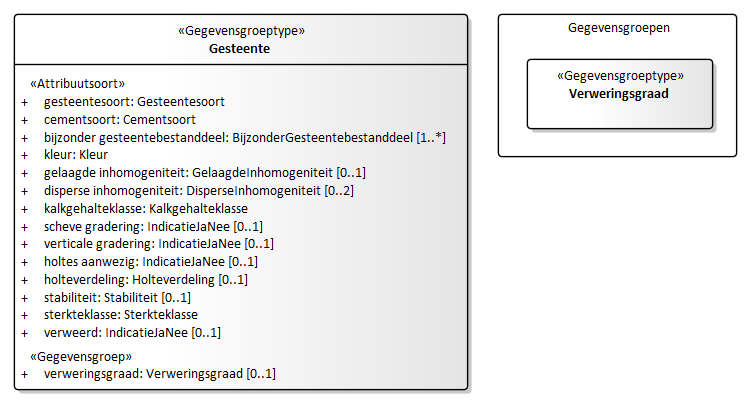 «Gegevensgroeptype»
Gesteente
«Attribuutsoort»
+ gesteentesoort: Gesteentesoort
+ cementsoort: Cementsoort
+ bijzonder gesteentebestanddeel: BijzonderGesteentebestanddeel [1..*]
+ kleur: Kleur
+ gelaagde inhomogeniteit: GelaagdeInhomogeniteit [0..1]
+ disperse inhomogeniteit: DisperseInhomogeniteit [0..2]
+ kalkgehalteklasse: Kalkgehalteklasse
+ scheve gradering: IndicatieJaNee [0..1]
+ verticale gradering: IndicatieJaNee [0..1]
+ holtes aanwezig: IndicatieJaNee [0..1]
+ holteverdeling: Holteverdeling [0..1]
+ stabiliteit: Stabiliteit [0..1]
+ sterkteklasse: Sterkteklasse
+ verweerd: IndicatieJaNee [0..1]
«Gegevensgroep»
+ verweringsgraad: Verweringsgraad [0..1]
Gegevensgroepen
«Gegevensgroeptype»
Verweringsgraad